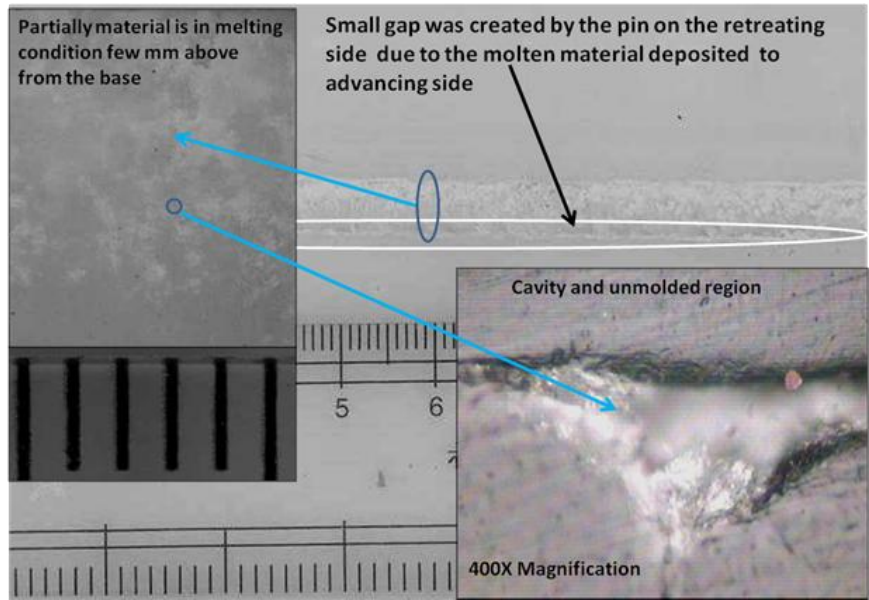 Partially material is in melting
condition few mm above
from the base
Small gap was created by the pin on the retreating
side due to the molten material deposited to
advancing side
Cavity and unmolded region
5 6
400X Magnification